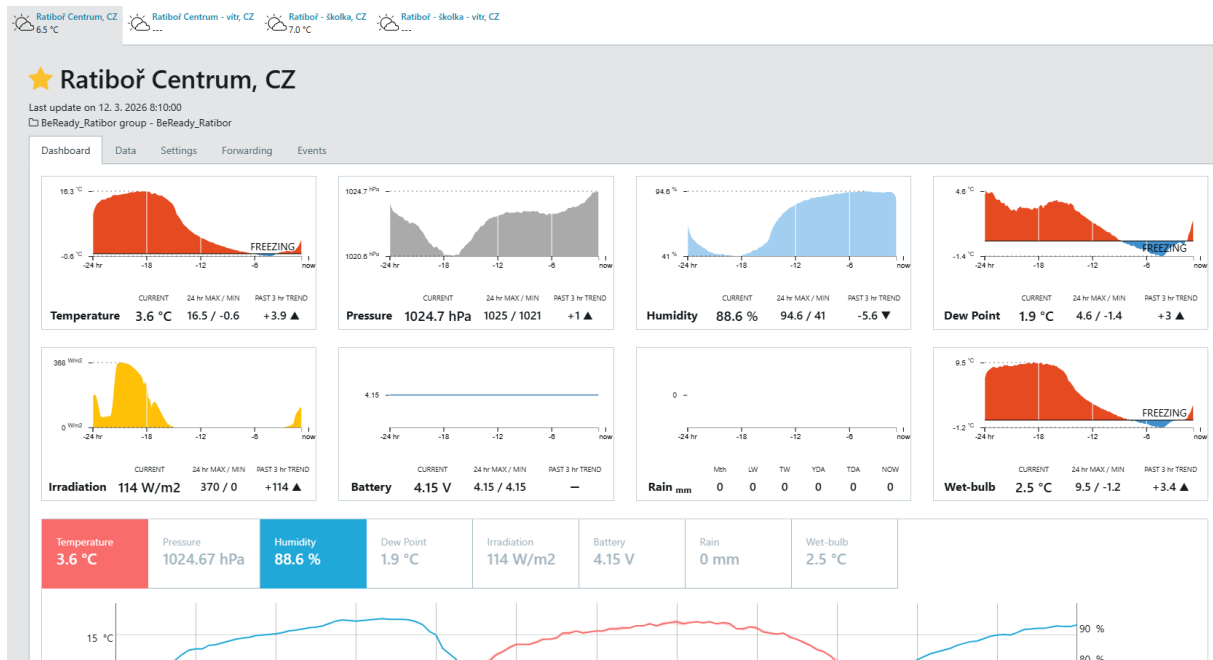 Ratiboř Centrum, CZ
6.5 °C
Ratiboř Centrum - vítr, CZ
---
Ratiboř - školka, CZ
7.0 °C
Ratiboř - školka - vítr, CZ
---
Ratiboř Centrum, CZ
Last update on 12. 3. 2026 8:10:00
BeReady_Ratibor group - BeReady_Ratibor
Dashboard Data Settings Forwarding Events
16.3 °C
-0.6 °C
FREEZING
-24 hr -18 -12 -6 now
CURRENT 24 hr MAX / MIN PAST 3 hr TREND
Temperature 3.6 °C 16.5 / -0.6 +3.9 ▲
1024.7 hPa
1020.6 hPa
-24 hr -18 -12 -6 now
CURRENT 24 hr MAX / MIN PAST 3 hr TREND
Pressure 1024.7 hPa 1025 / 1021 +1 ▲
94.6 %
41 %
-24 hr -18 -12 -6 now
CURRENT 24 hr MAX / MIN PAST 3 hr TREND
Humidity 88.6 % 94.6 / 41 -5.6 ▼
4.6 °C
-1.4 °C
FREEZING
-24 hr -18 -12 -6 now
CURRENT 24 hr MAX / MIN PAST 3 hr TREND
Dew Point 1.9 °C 4.6 / -1.4 +3 ▲
368 W/m2
0 W/m2
-24 hr -18 -12 -6 now
CURRENT 24 hr MAX / MIN PAST 3 hr TREND
Irradiation 114 W/m2 370 / 0 +114 ▲
4.15
-24 hr -18 -12 -6 now
CURRENT 24 hr MAX / MIN PAST 3 hr TREND
Battery 4.15 V 4.15 / 4.15 —
0
-24 hr -18 -12 -6 now
Mth LW TW YDA TDA NOW
Rain mm 0 0 0 0 0 0
9.5 °C
-1.2 °C
FREEZING
-24 hr -18 -12 -6 now
CURRENT 24 hr MAX / MIN PAST 3 hr TREND
Wet-bulb 2.5 °C 9.5 / -1.2 +3.4 ▲
Temperature Pressure Humidity Dew Point Irradiation Battery Rain Wet-bulb
3.6 °C 1024.67 hPa 88.6 % 1.9 °C 114 W/m2 4.15 V 0 mm 2.5 °C
15 °C
90 %
80 %